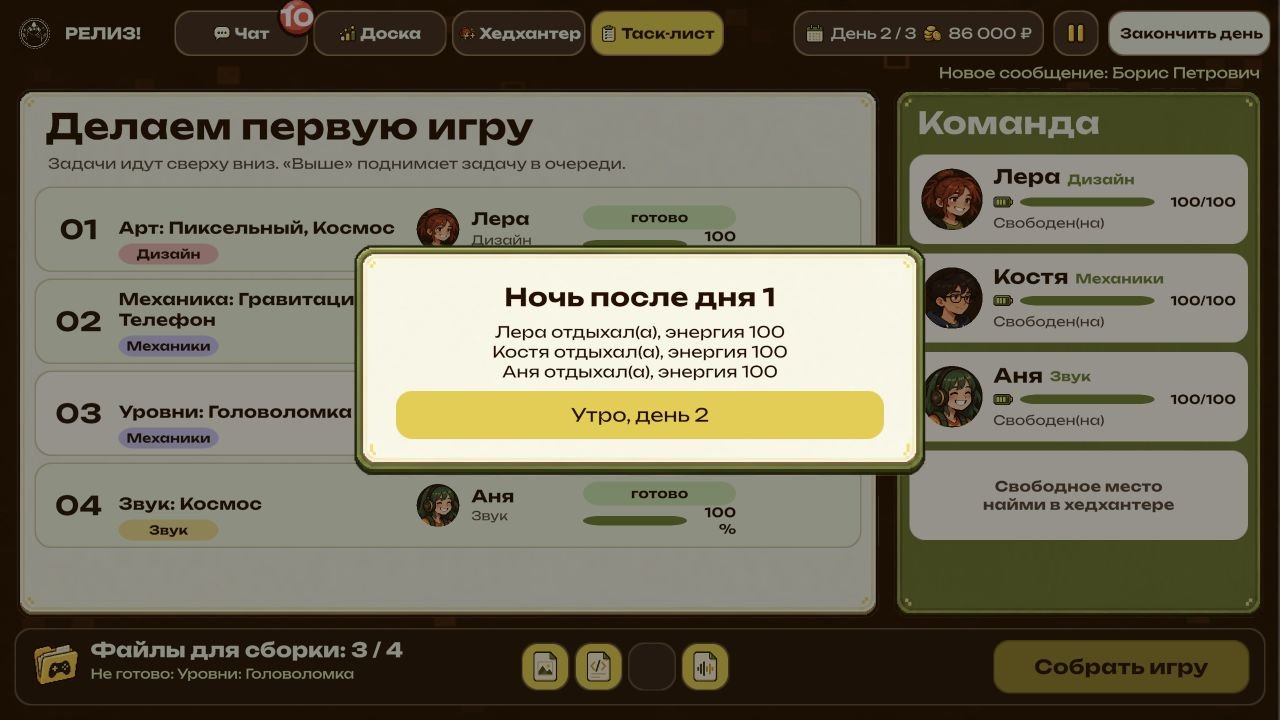 РЕЛИЗ!
Чат
10
Доска
Хедхантер
Таск-лист
День 2 / 3
86 000 ₽
Закончить день
Новое сообщение: Борис Петрович
Делаем первую игру
Задачи идут сверху вниз. «Выше» поднимает задачу в очереди.
01
Арт: Пиксельный, Космос
Дизайн
Лера
Дизайн
готово
100
02
Механика: Гравитаци
Телефон
Механики
03
Уровни: Головоломка
Механики
04
Звук: Космос
Звук
Аня
Звук
готово
100
%
Ночь после дня 1
Лера отдыхал(а), энергия 100
Костя отдыхал(а), энергия 100
Аня отдыхал(а), энергия 100
Утро, день 2
Команда
Лера Дизайн
100/100
Свободен(на)
Костя Механики
100/100
Свободен(на)
Аня Звук
100/100
Свободен(на)
Свободное место
найми в хедхантере
Файлы для сборки: 3 / 4
Не готово: Уровни: Головоломка
Собрать игру